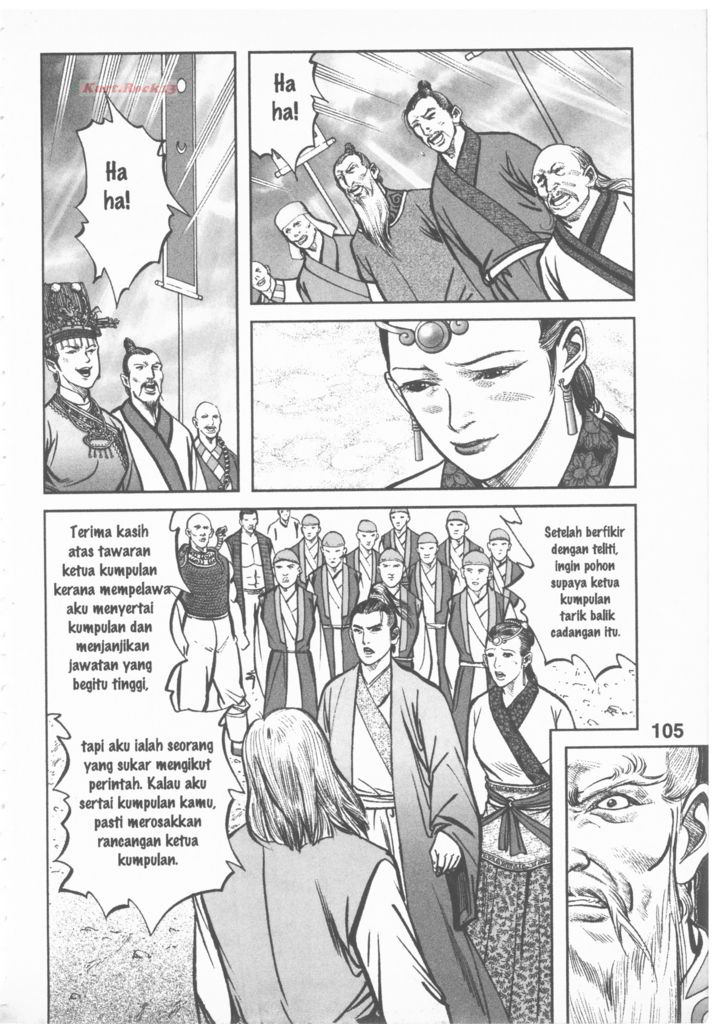 Kurt.Rock13
Ha
ha!
Ha
ha!
Terima kasih
atas tawaran
ketua kumpulan
kerana mempelawa
aku menyertai
kumpulan dan
menjanjikan
jawatan yang
begitu tinggi,
Setelah berfikir
dengan teliti,
ingin pohon
supaya ketua
kumpulan
tarik balik
cadangan itu.
tapi aku ialah seorang
yang sukar mengikut
perintah. Kalau aku
sertai kumpulan kamu,
pasti merosakkan
rancangan ketua
kumpulan.
105